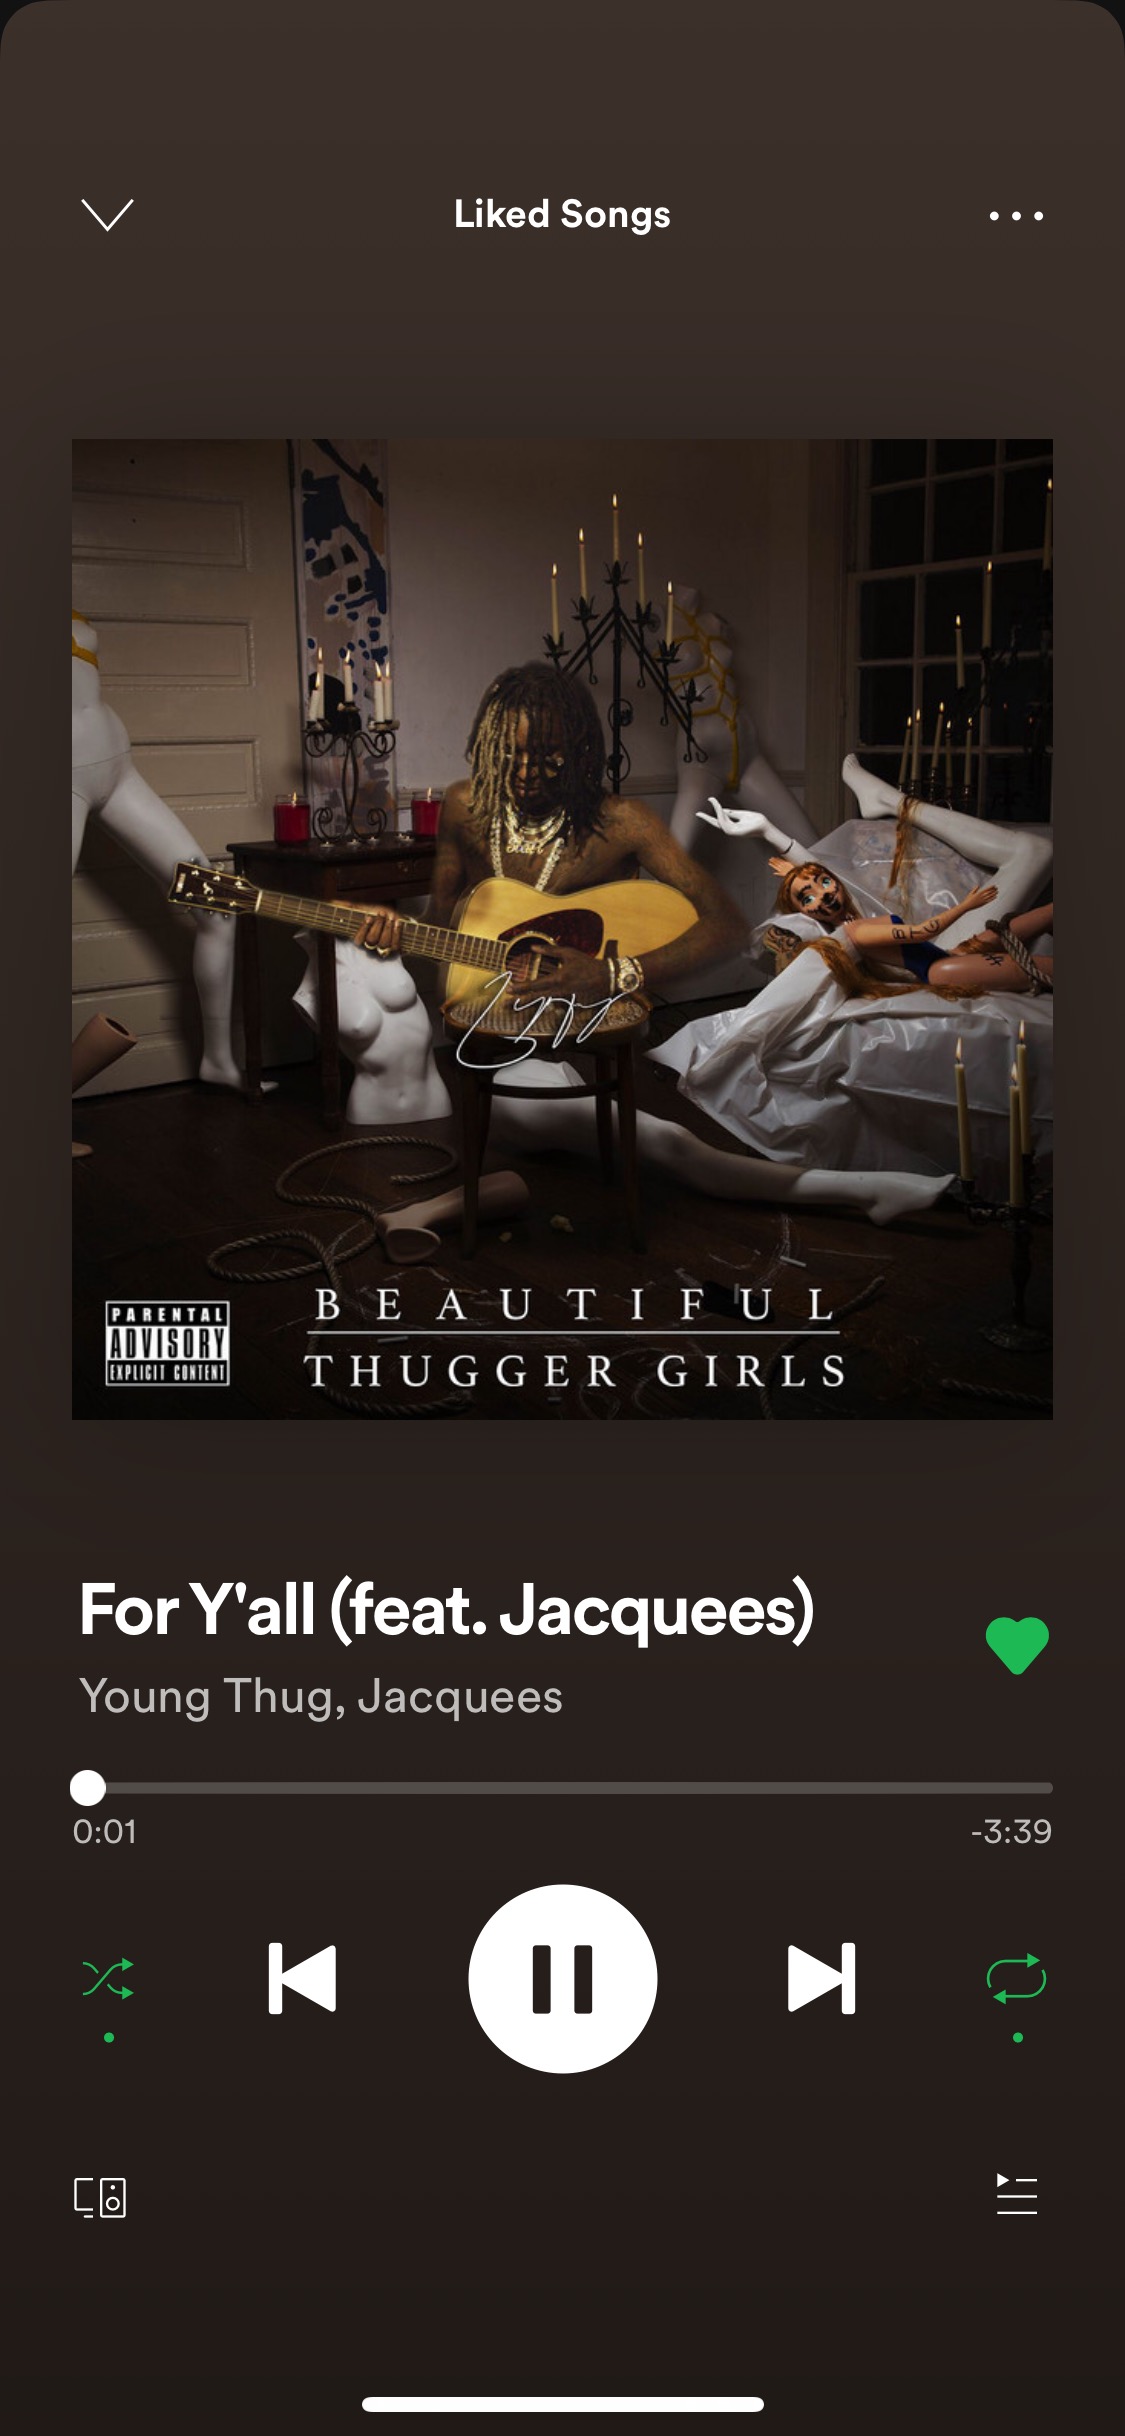 Liked Songs
BEAUTIFUL
THUGGER GIRLS
PARENTAL
ADVISORY
EXPLICIT CONTENT
For Y'all (feat. Jacquees)
Young Thug, Jacquees
0:01
-3:39